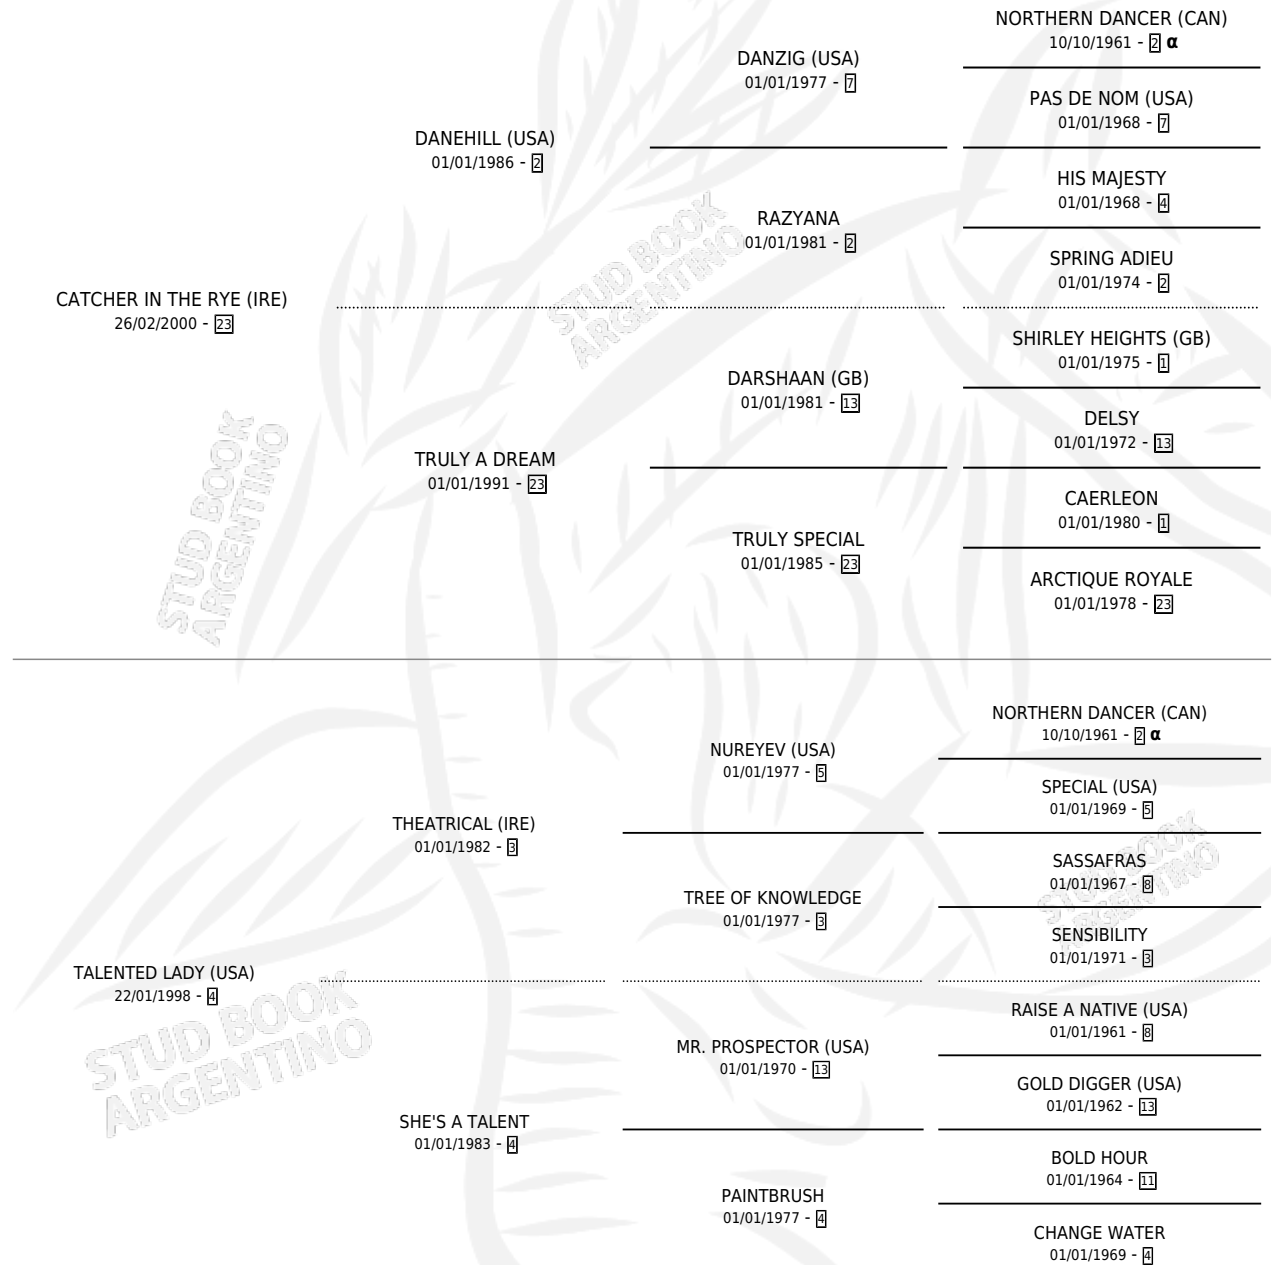 NORTHERN DANCER (CAN)
10/10/1961 - 2 α
DANZIG (USA)
01/01/1977 - 7
PAS DE NOM (USA)
01/01/1968 - 7
DANEHILL (USA)
01/01/1986 - 2
HIS MAJESTY
01/01/1968 - 4
RAZYANA
01/01/1981 - 2
SPRING ADIEU
01/01/1974 - 2
CATCHER IN THE RYE (IRE)
26/02/2000 - 23
SHIRLEY HEIGHTS (GB)
01/01/1975 - 1
DARSHAAN (GB)
01/01/1981 - 13
DELSY
01/01/1972 - 13
TRULY A DREAM
01/01/1991 - 23
CAERLEON
01/01/1980 - 1
TRULY SPECIAL
01/01/1985 - 23
ARCTIQUE ROYALE
01/01/1978 - 23
NORTHERN DANCER (CAN)
10/10/1961 - 2 α
NUREYEV (USA)
01/01/1977 - 5
SPECIAL (USA)
01/01/1969 - 5
THEATRICAL (IRE)
01/01/1982 - 3
SASSAFRAS
01/01/1967 - 8
TREE OF KNOWLEDGE
01/01/1977 - 3
SENSIBILITY
01/01/1971 - 3
TALENTED LADY (USA)
22/01/1998 - 4
RAISE A NATIVE (USA)
01/01/1961 - 8
MR. PROSPECTOR (USA)
01/01/1970 - 13
GOLD DIGGER (USA)
01/01/1962 - 13
SHE'S A TALENT
01/01/1983 - 4
BOLD HOUR
01/01/1964 - 11
PAINTBRUSH
01/01/1977 - 4
CHANGE WATER
01/01/1969 - 4
STUD BOOK
ARGENTINO
STUD BOOK
ARGENTINO
STUD BOOK
ARGENTINO
STUD BOOK
ARGENTINO